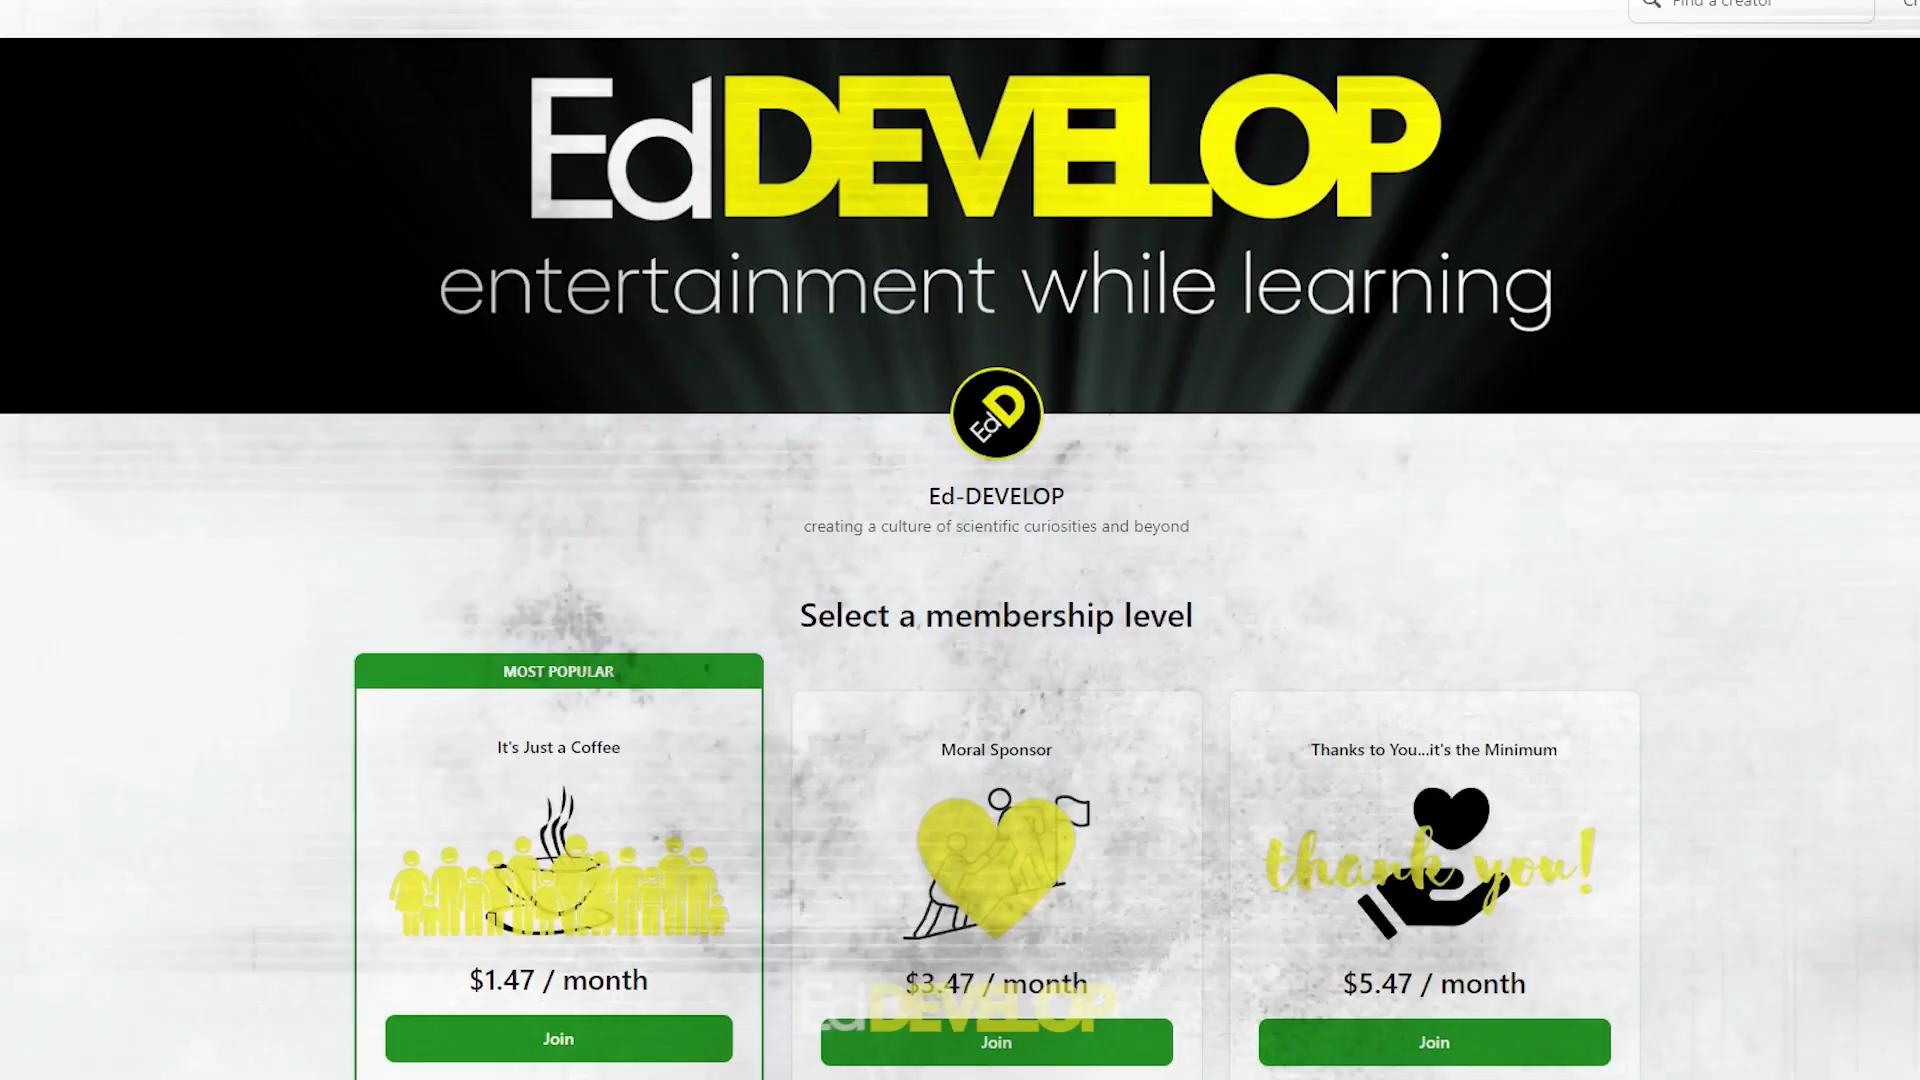 Find a creator
EdDEVELOP
entertainment while learning
EdD
Ed-DEVELOP
creating a culture of scientific curiosities and beyond
Select a membership level
MOST POPULAR
It's Just a Coffee
Moral Sponsor
Thanks to You...it's the Minimum
thank you!
$1.47 / month
$3.47 / month
$5.47 / month
EdDEVELOP
Join
Join
Join